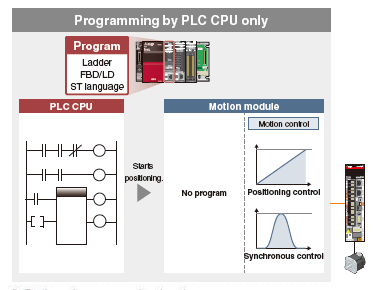 Programming by PLC CPU only
Program
Ladder
FBD/LD
ST language
PLC CPU
Motion module
Motion control
Starts
positioning.
No program
Positioning control
Synchronous control